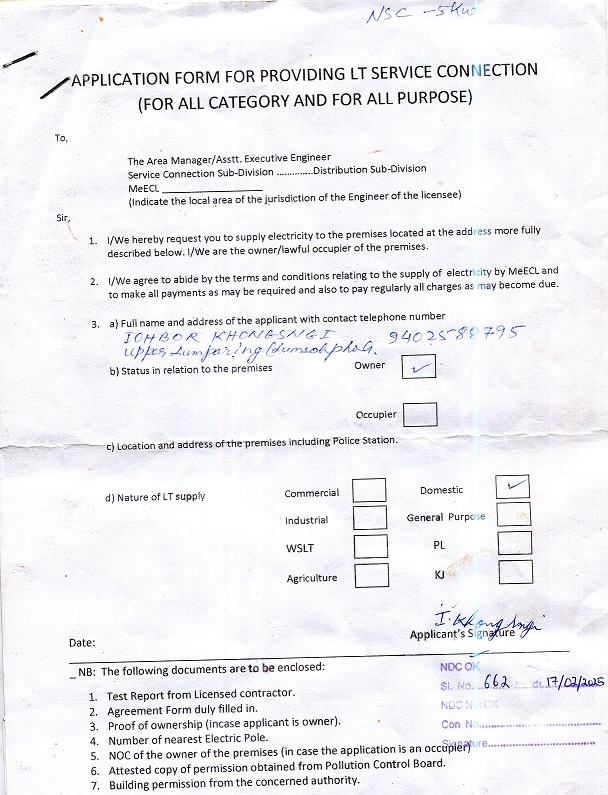 NSC - 5Kw
APPLICATION FORM FOR PROVIDING LT SERVICE CONNECTION
(FOR ALL CATEGORY AND FOR ALL PURPOSE)
To,
The Area Manager/Asstt. Executive Engineer
Service Connection Sub-Division ..............Distribution Sub-Division
MeECL ___________________
(Indicate the local area of the jurisdiction of the Engineer of the licensee)
Sir,
1. I/We hereby request you to supply electricity to the premises located at the address more fully
described below. I/We are the owner/lawful occupier of the premises.
2. I/We agree to abide by the terms and conditions relating to the supply of electricity by MeECL and
to make all payments as may be required and also to pay regularly all charges as may become due.
3. a) Full name and address of the applicant with contact telephone number
IOHBOR KHONGSNGI 9402588795
Upper Lumparing
b) Status in relation to the premises Owner ✓
Occupier
c) Location and address of the premises including Police Station.
d) Nature of LT supply Commercial Domestic ✓
Industrial General Purpose
WSLT PL
Agriculture KJ
I. Khongsngi
Applicant's Signature
Date:
NB: The following documents are to be enclosed:
NDC OK
1. Test Report from Licensed contractor.
Sl. No...662 dt.17/02/2025
2. Agreement Form duly filled in.
NDC N
3. Proof of ownership (incase applicant is owner).
Con No.
4. Number of nearest Electric Pole.
Signature
5. NOC of the owner of the premises (in case the application is an occupier)
6. Attested copy of permission obtained from Pollution Control Board.
7. Building permission from the concerned authority.